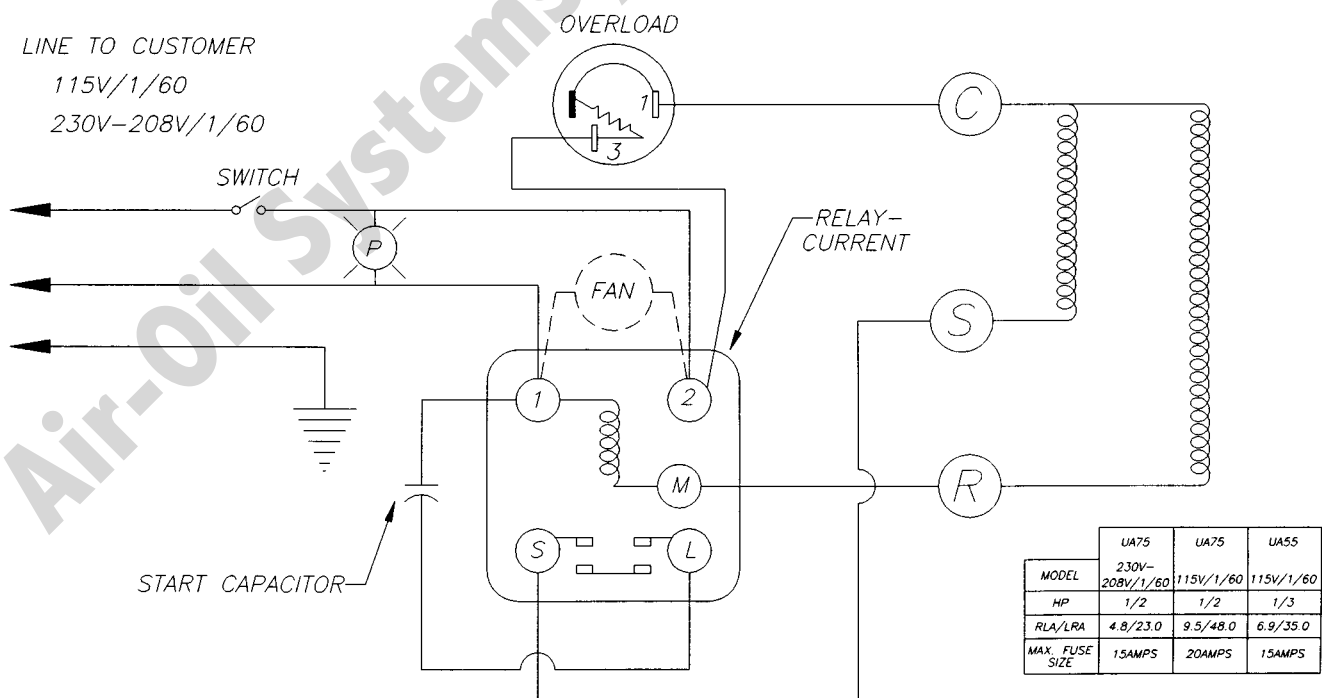 Air-Oil Systems
OVERLOAD
LINE TO CUSTOMER
115V/1/60
230V-208V/1/60
1
3
C
SWITCH
P
RELAY-
CURRENT
FAN
S
1
2
M
R
S
L
START CAPACITOR
MODEL
UA75
230V-
208V/1/60
UA75
115V/1/60
UA55
115V/1/60
HP 1/2 1/2 1/3
RLA/LRA 4.8/23.0 9.5/48.0 6.9/35.0
MAX. FUSE
SIZE
15AMPS 20AMPS 15AMPS